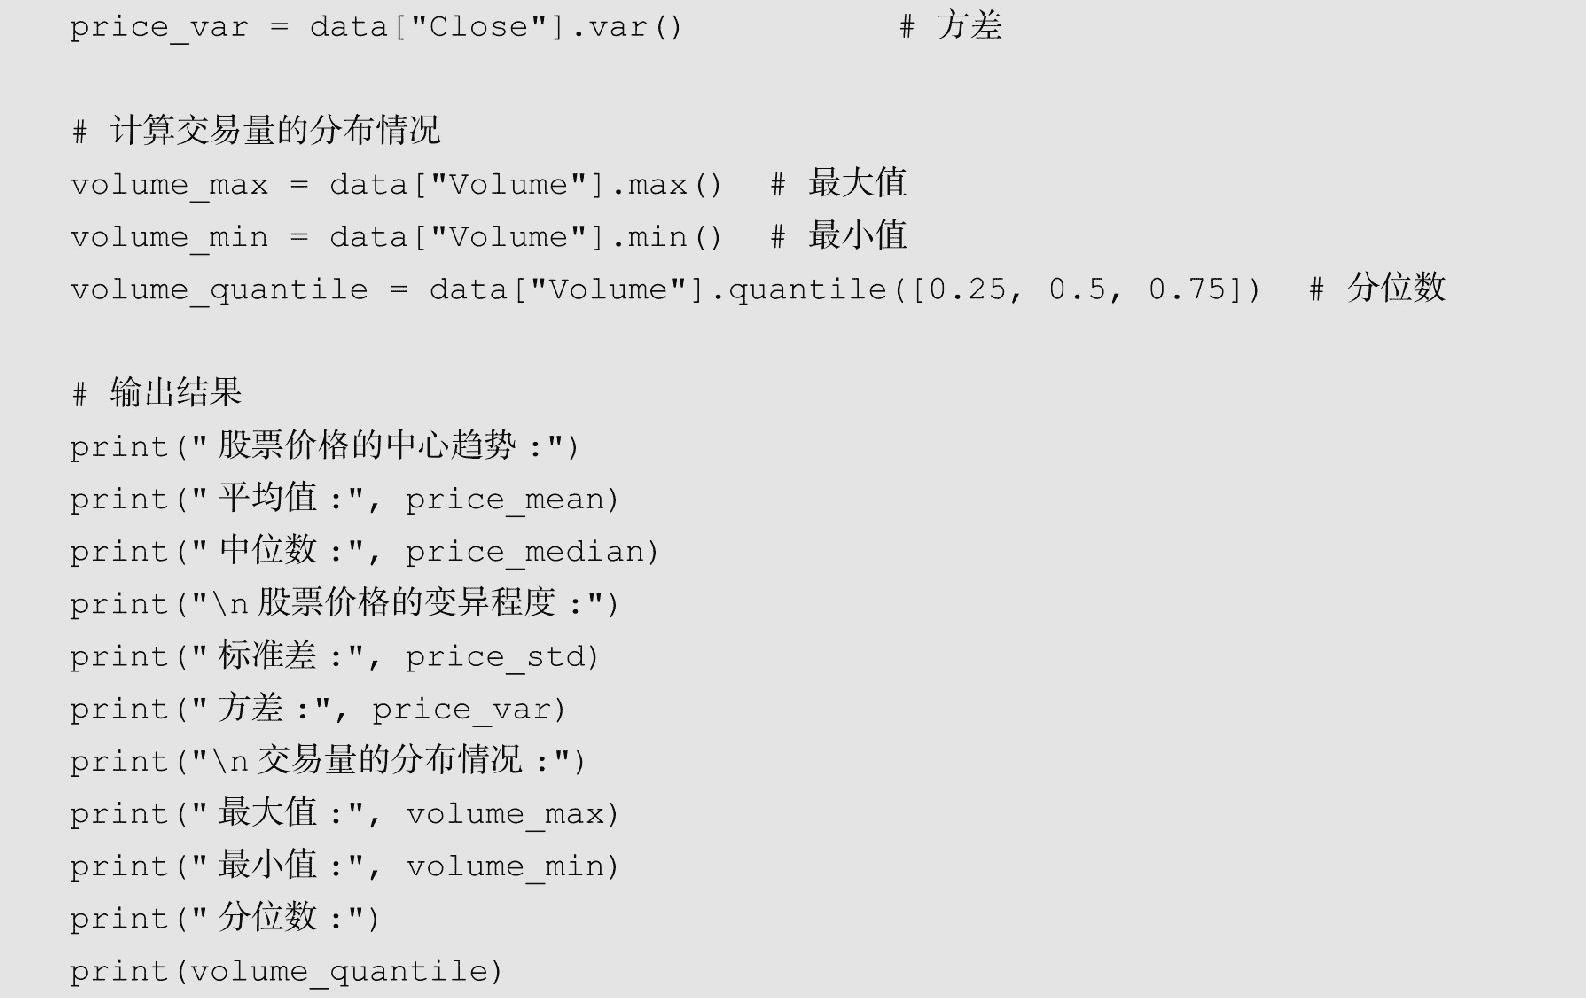 price_var = data["Close"].var()           # 方差
# 计算交易量的分布情况
volume_max = data["Volume"].max()  # 最大值
volume_min = data["Volume"].min()  # 最小值
volume_quantile = data["Volume"].quantile([0.25, 0.5, 0.75])  # 分位数
# 输出结果
print("股票价格的中心趋势:")
print("平均值:", price_mean)
print("中位数:", price_median)
print("\n股票价格的变异程度:")
print("标准差:", price_std)
print("方差:", price_var)
print("\n交易量的分布情况:")
print("最大值:", volume_max)
print("最小值:", volume_min)
print("分位数:")
print(volume_quantile)